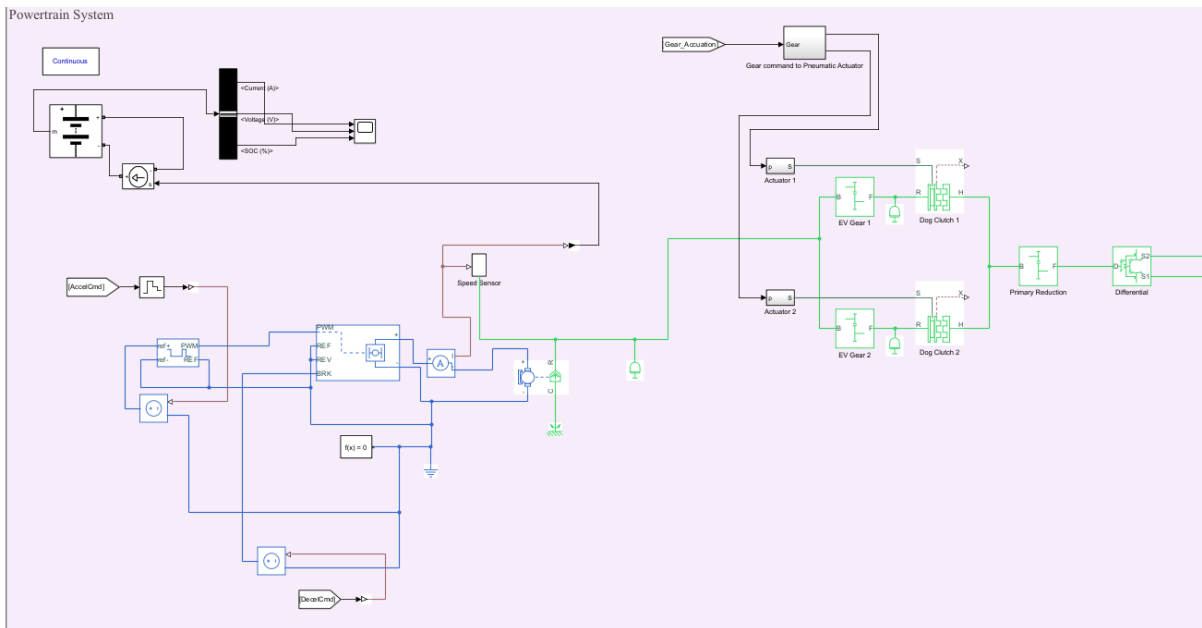 Powertrain System
Continuous
<Current (A)>
<Voltage (V)>
<SOC (%)>
m
+
+
-
-
+
s
[Gear_Accuation]
Gear
Gear command to Pneumatic Actuator
p S
Actuator 1
S X
R H
Dog Clutch 1
B F
EV Gear 1
B F
Primary Reduction
D S2
S1
Differential
p S
Actuator 2
S X
R H
Dog Clutch 2
B F
EV Gear 2
Speed Sensor
[AccelCmd]
ref+ PWM
ref- REF
PWM
REF
REV
BRK
+
-
+ A I
-
+
-
R
C
f(x) = 0
[DecelCmd]